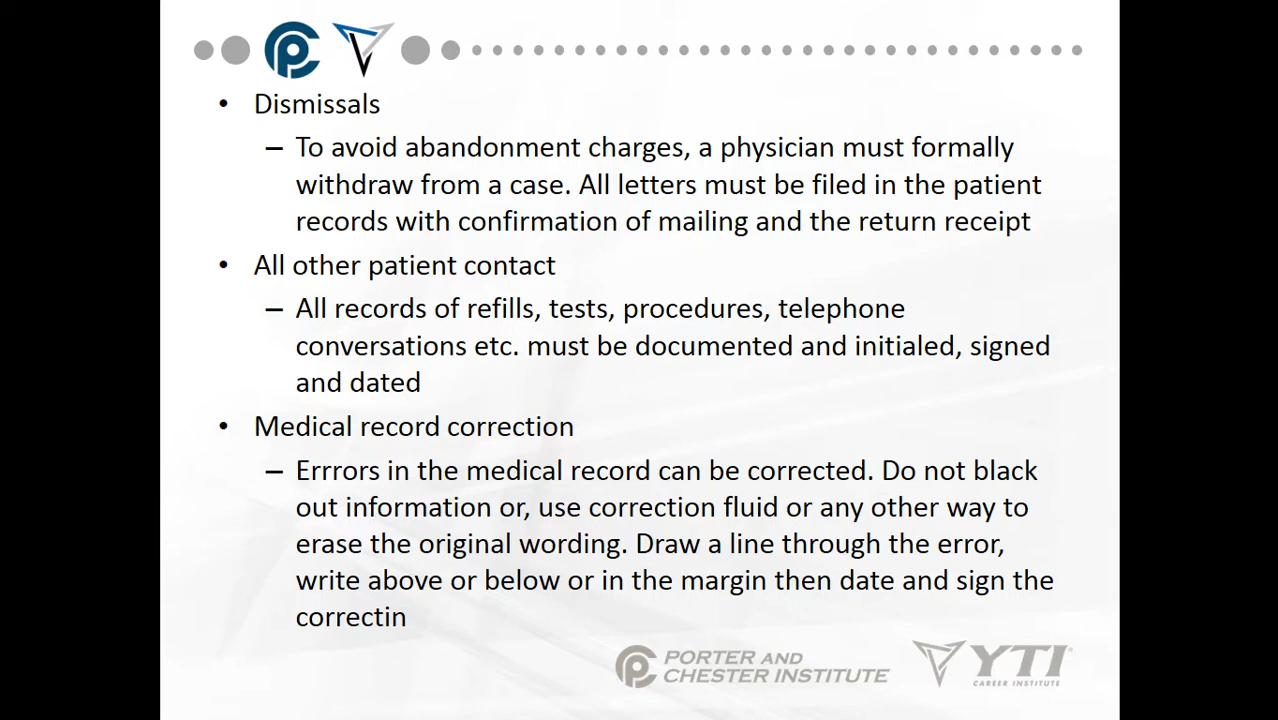 • Dismissals
– To avoid abandonment charges, a physician must formally
withdraw from a case. All letters must be filed in the patient
records with confirmation of mailing and the return receipt
• All other patient contact
– All records of refills, tests, procedures, telephone
conversations etc. must be documented and initialed, signed
and dated
• Medical record correction
– Errrors in the medical record can be corrected. Do not black
out information or, use correction fluid or any other way to
erase the original wording. Draw a line through the error,
write above or below or in the margin then date and sign the
correctin
PORTER AND
CHESTER INSTITUTE
YTI®
CAREER INSTITUTE